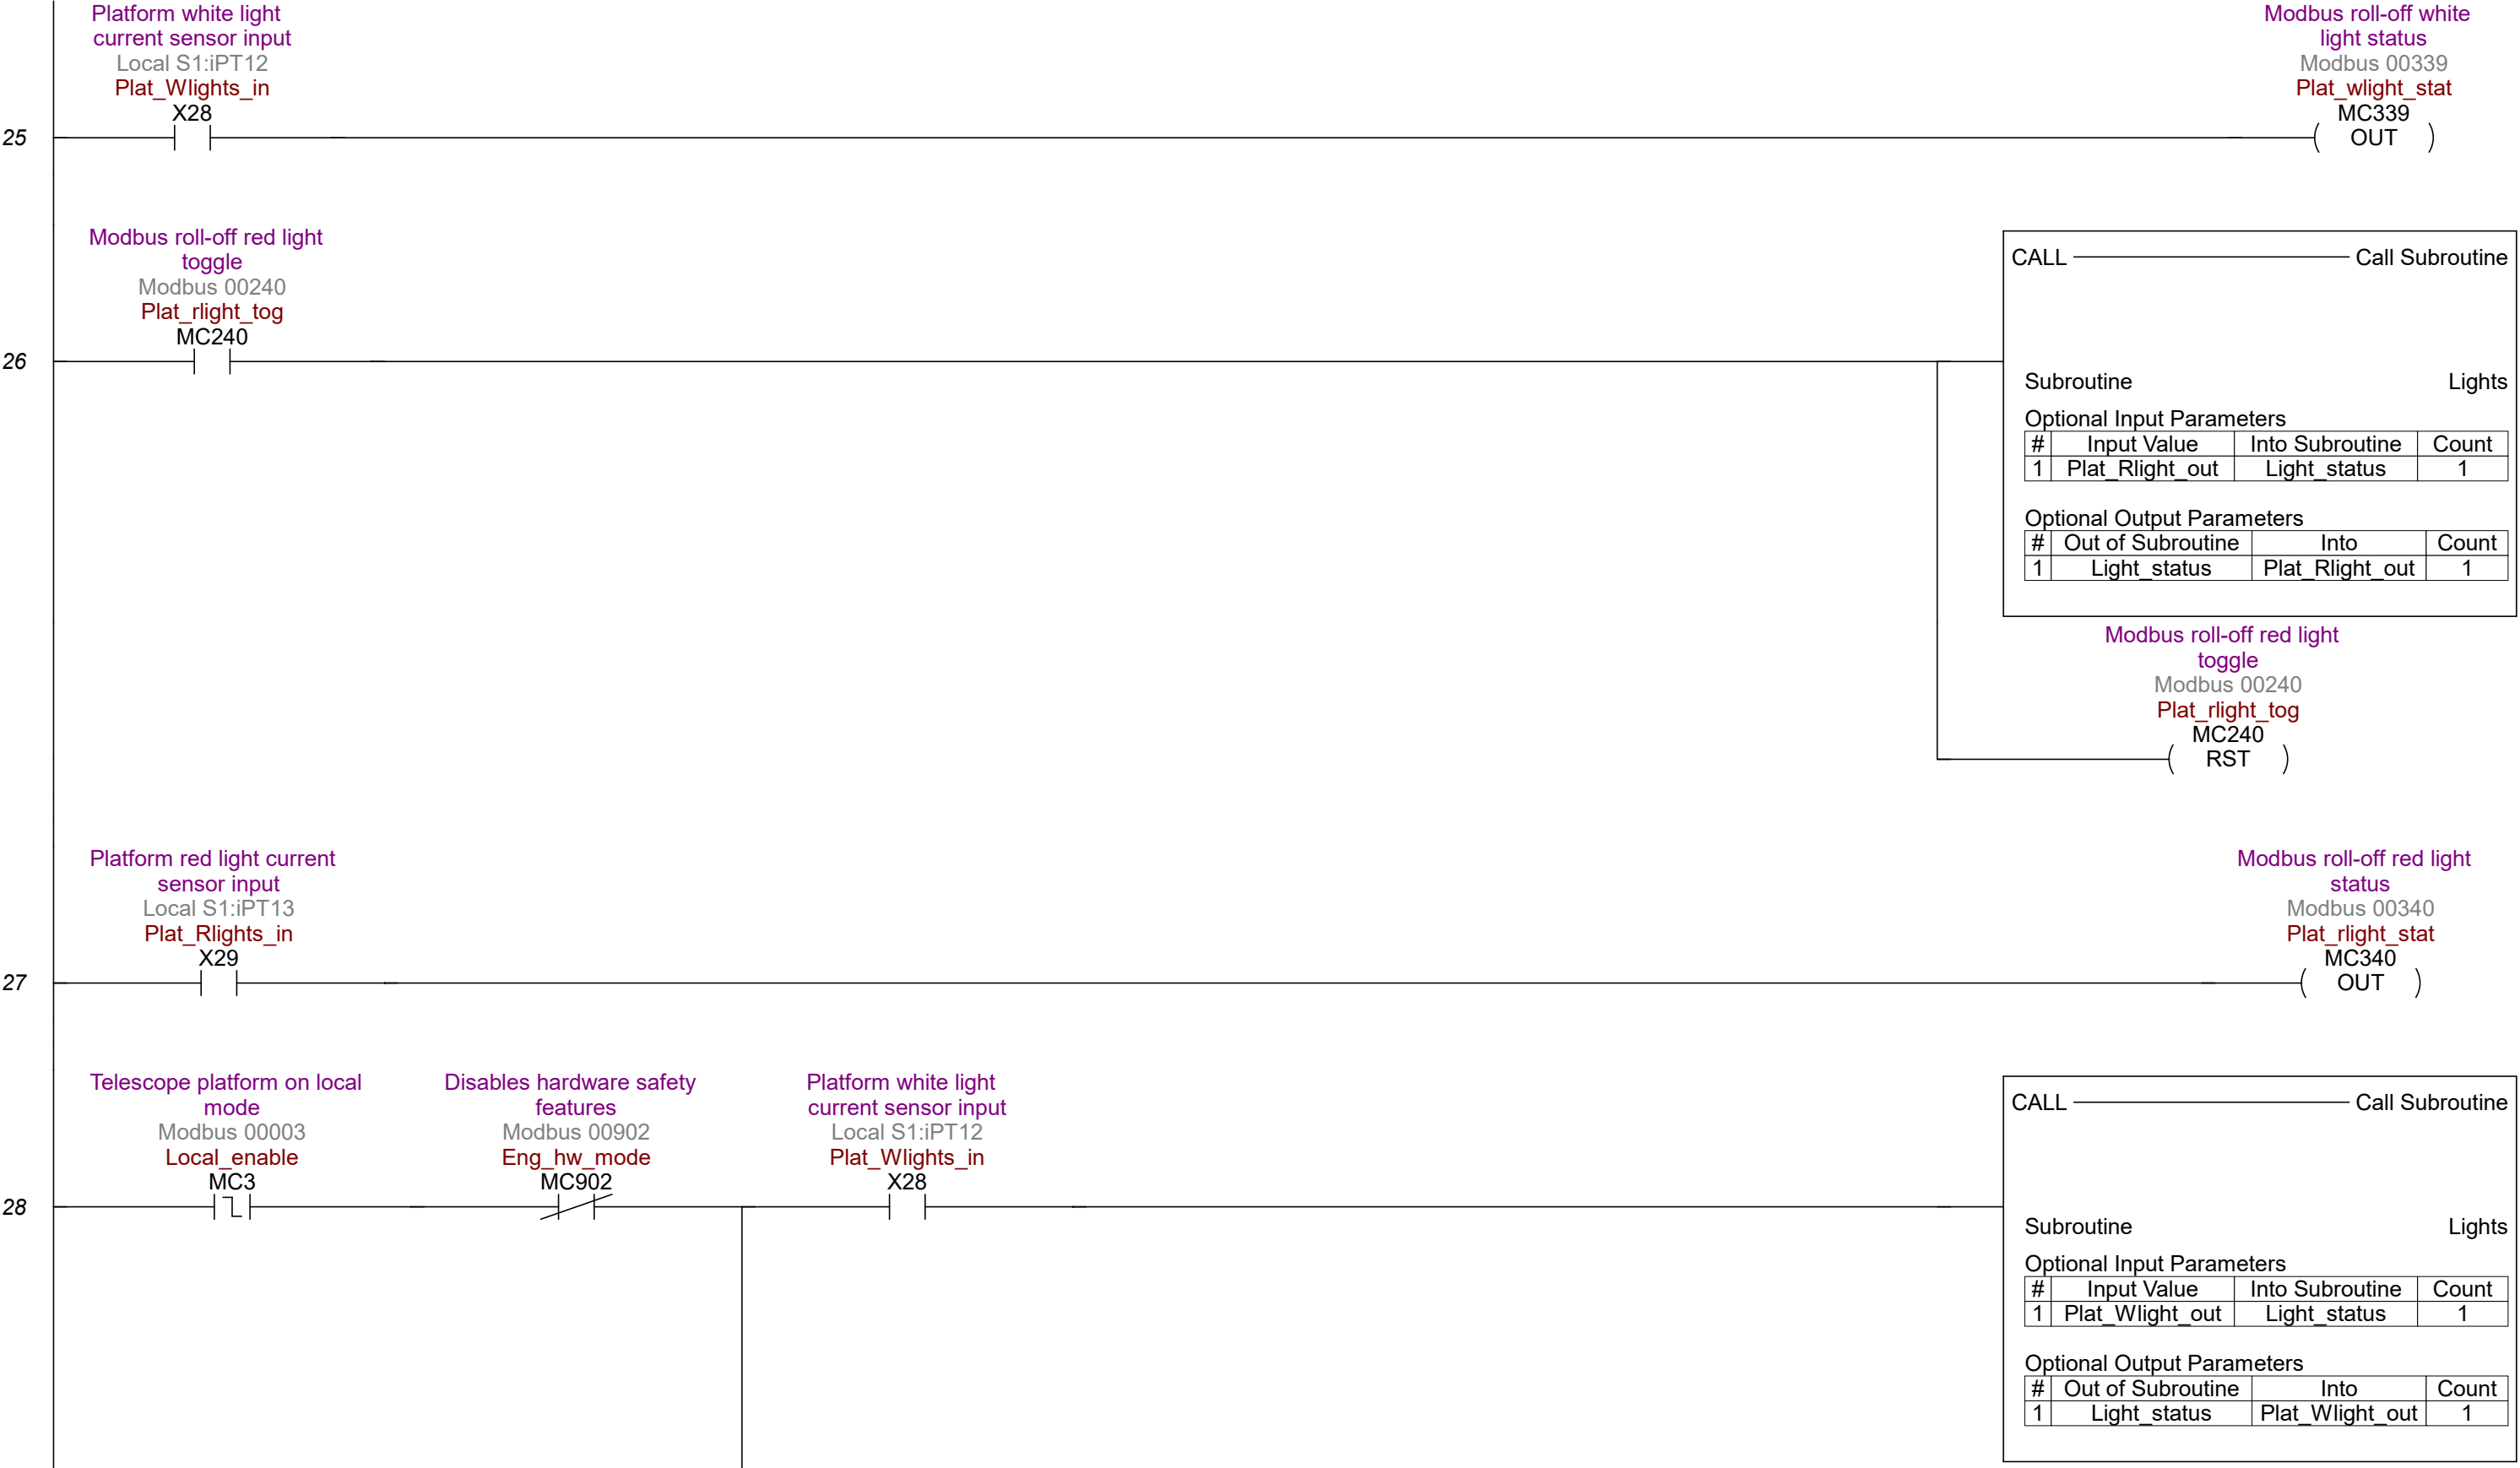 Platform white light
current sensor input
Local S1:iPT12
Plat_Wlights_in
X28
Modbus roll-off white
light status
Modbus 00339
Plat_wlight_stat
MC339
25
OUT
Modbus roll-off red light
toggle
Modbus 00240
Plat_rlight_tog
MC240
26
CALL Call Subroutine
Subroutine Lights
Optional Input Parameters
# Input Value Into Subroutine Count
1 Plat_Rlight_out Light_status 1
Optional Output Parameters
# Out of Subroutine Into Count
1 Light_status Plat_Rlight_out 1
Modbus roll-off red light
toggle
Modbus 00240
Plat_rlight_tog
MC240
RST
Platform red light current
sensor input
Local S1:iPT13
Plat_Rlights_in
X29
Modbus roll-off red light
status
Modbus 00340
Plat_rlight_stat
MC340
27
OUT
Telescope platform on local
mode
Modbus 00003
Local_enable
MC3
Disables hardware safety
features
Modbus 00902
Eng_hw_mode
MC902
Platform white light
current sensor input
Local S1:iPT12
Plat_Wlights_in
X28
28
CALL Call Subroutine
Subroutine Lights
Optional Input Parameters
# Input Value Into Subroutine Count
1 Plat_Wlight_out Light_status 1
Optional Output Parameters
# Out of Subroutine Into Count
1 Light_status Plat_Wlight_out 1